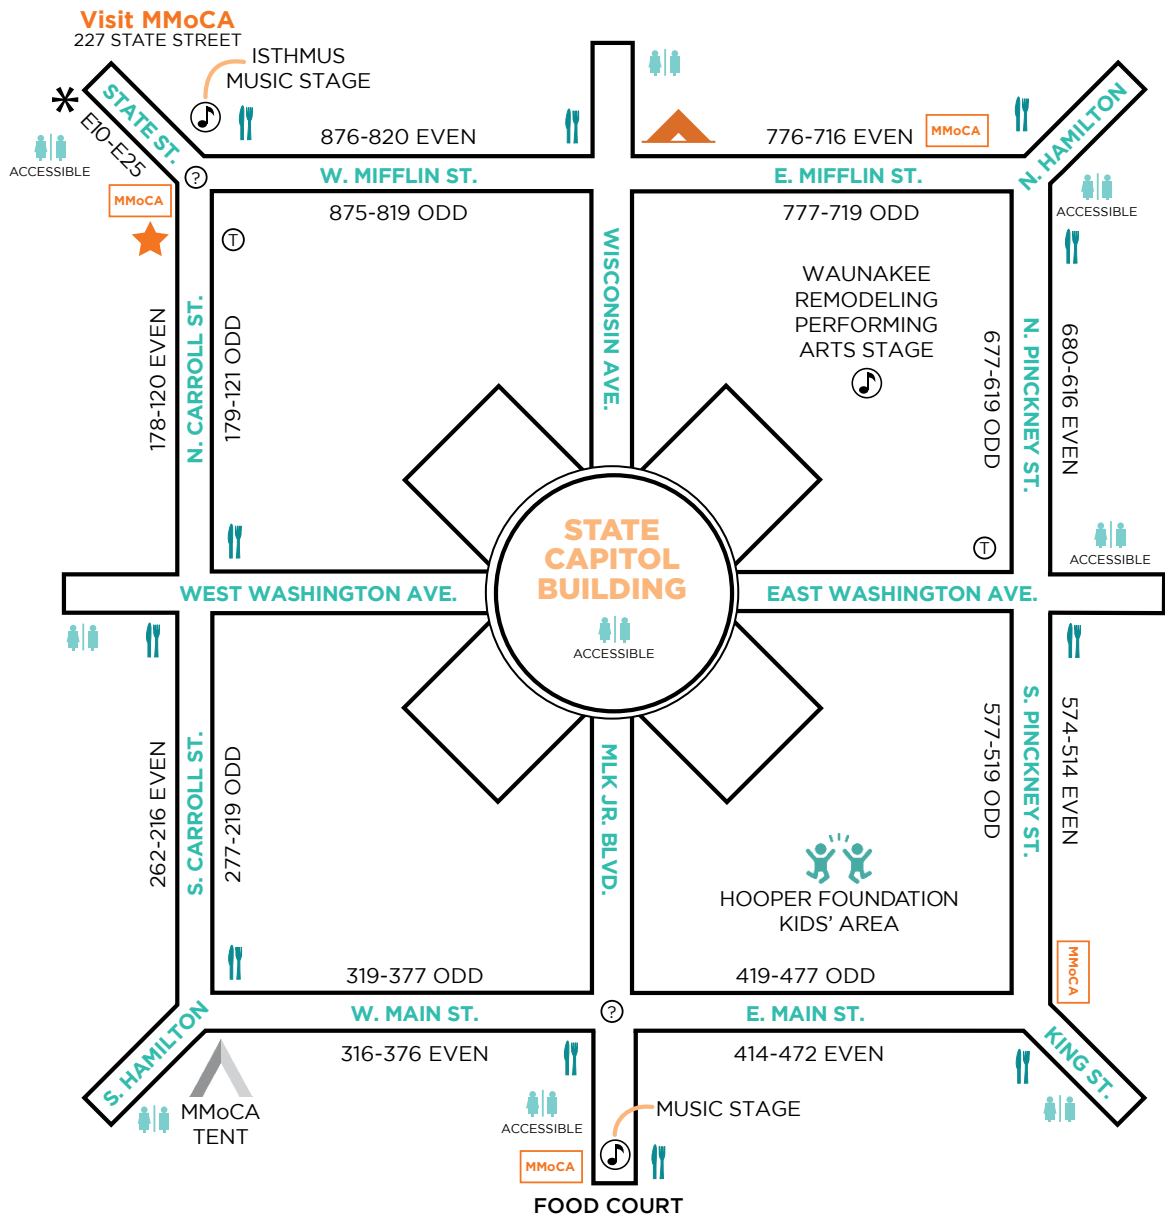 Visit MMoCA
227 STATE STREET
ISTHMUS
MUSIC STAGE
STATE ST.
E10-E25
ACCESSIBLE
MMoCA
?
876-820 EVEN
W. MIFFLIN ST.
875-819 ODD
776-716 EVEN
MMoCA
E. MIFFLIN ST.
777-719 ODD
N. HAMILTON
ACCESSIBLE
T
178-120 EVEN
N. CARROLL ST.
179-121 ODD
WISCONSIN AVE.
WAUNAKEE
REMODELING
PERFORMING
ARTS STAGE
677-619 ODD
N. PINCKNEY ST.
680-616 EVEN
T
ACCESSIBLE
STATE
CAPITOL
BUILDING
ACCESSIBLE
WEST WASHINGTON AVE.
EAST WASHINGTON AVE.
262-216 EVEN
S. CARROLL ST.
277-219 ODD
MLK JR. BLVD.
577-519 ODD
S. PINCKNEY ST.
574-514 EVEN
HOOPER FOUNDATION
KIDS' AREA
MMoCA
319-377 ODD
W. MAIN ST.
316-376 EVEN
?
419-477 ODD
E. MAIN ST.
414-472 EVEN
S. HAMILTON
KING ST.
MMoCA
TENT
ACCESSIBLE
MUSIC STAGE
MMoCA
FOOD COURT